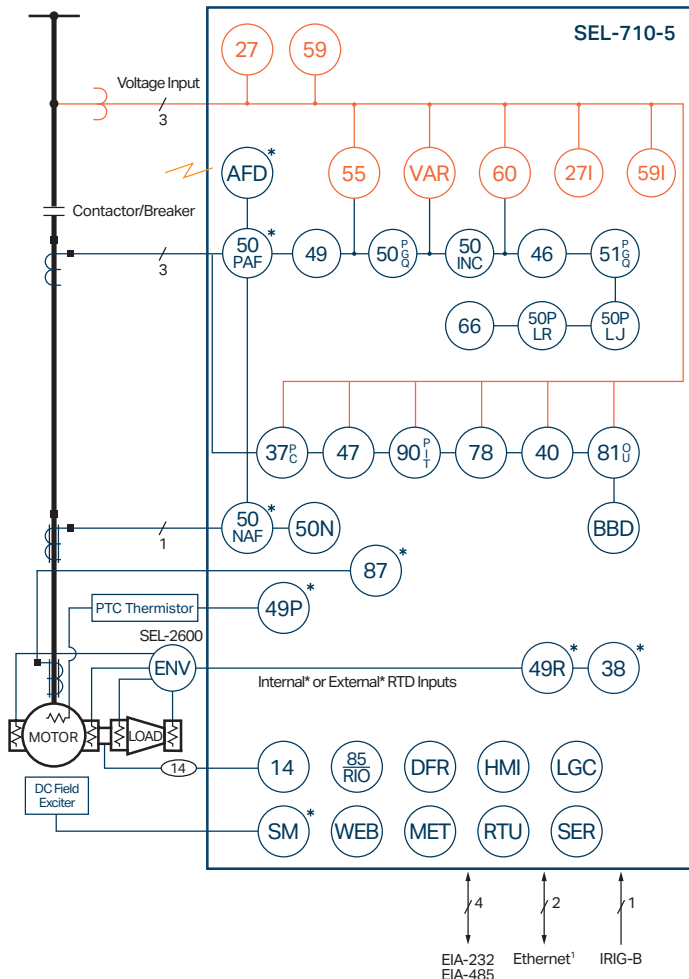 SEL-710-5
27
59
Voltage Input
3
AFD*
55
VAR
60
27I
59I
Contactor/Breaker
3
50
PAF*
49
50 P
G
Q
50
INC
46
51 P
G
Q
66
50P
LR
50P
LJ
37 P
C
47
90 P
I
T
78
40
81 O
U
1
50
NAF*
50N
BBD
87*
PTC Thermistor
49P*
SEL-2600
ENV
Internal* or External* RTD Inputs
49R*
38*
MOTOR
LOAD
14
14
85
RIO
DFR
HMI
LGC
DC Field
Exciter
SM*
WEB
MET
RTU
SER
4
2
1
EIA-232
EIA-485
Ethernet¹
IRIG-B